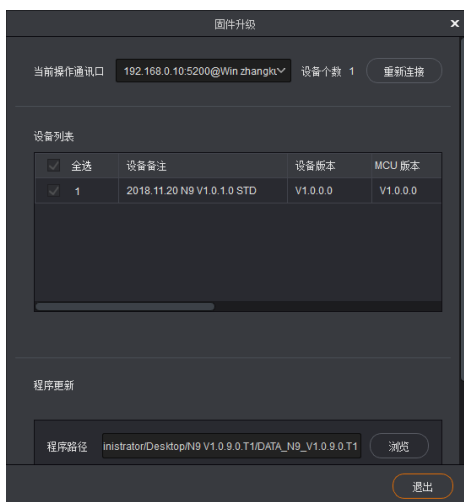 固件升级
当前操作通讯口 192.168.0.10:5200@Win zhangku 设备个数 1 重新连接
设备列表
全选 设备备注 设备版本 MCU 版本
1 2018.11.20 N9 V1.0.1.0 STD V1.0.0.0 V1.0.0.0
程序更新
程序路径 inistrator/Desktop/N9 V1.0.9.0.T1/DATA_N9_V1.0.9.0.T1 浏览
退出